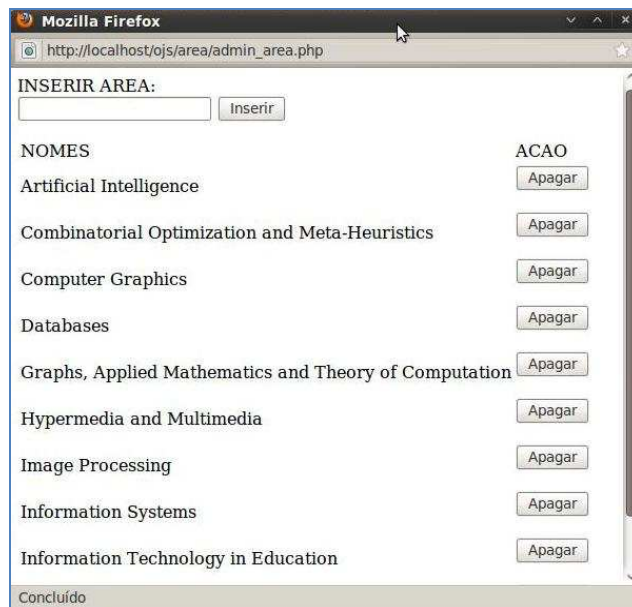 Mozilla Firefox
http://localhost/ojs/area/admin_area.php
INSERIR AREA:
Inserir
NOMES ACAO
Artificial Intelligence Apagar
Combinatorial Optimization and Meta-Heuristics Apagar
Computer Graphics Apagar
Databases Apagar
Graphs, Applied Mathematics and Theory of Computation Apagar
Hypermedia and Multimedia Apagar
Image Processing Apagar
Information Systems Apagar
Information Technology in Education Apagar
Concluído